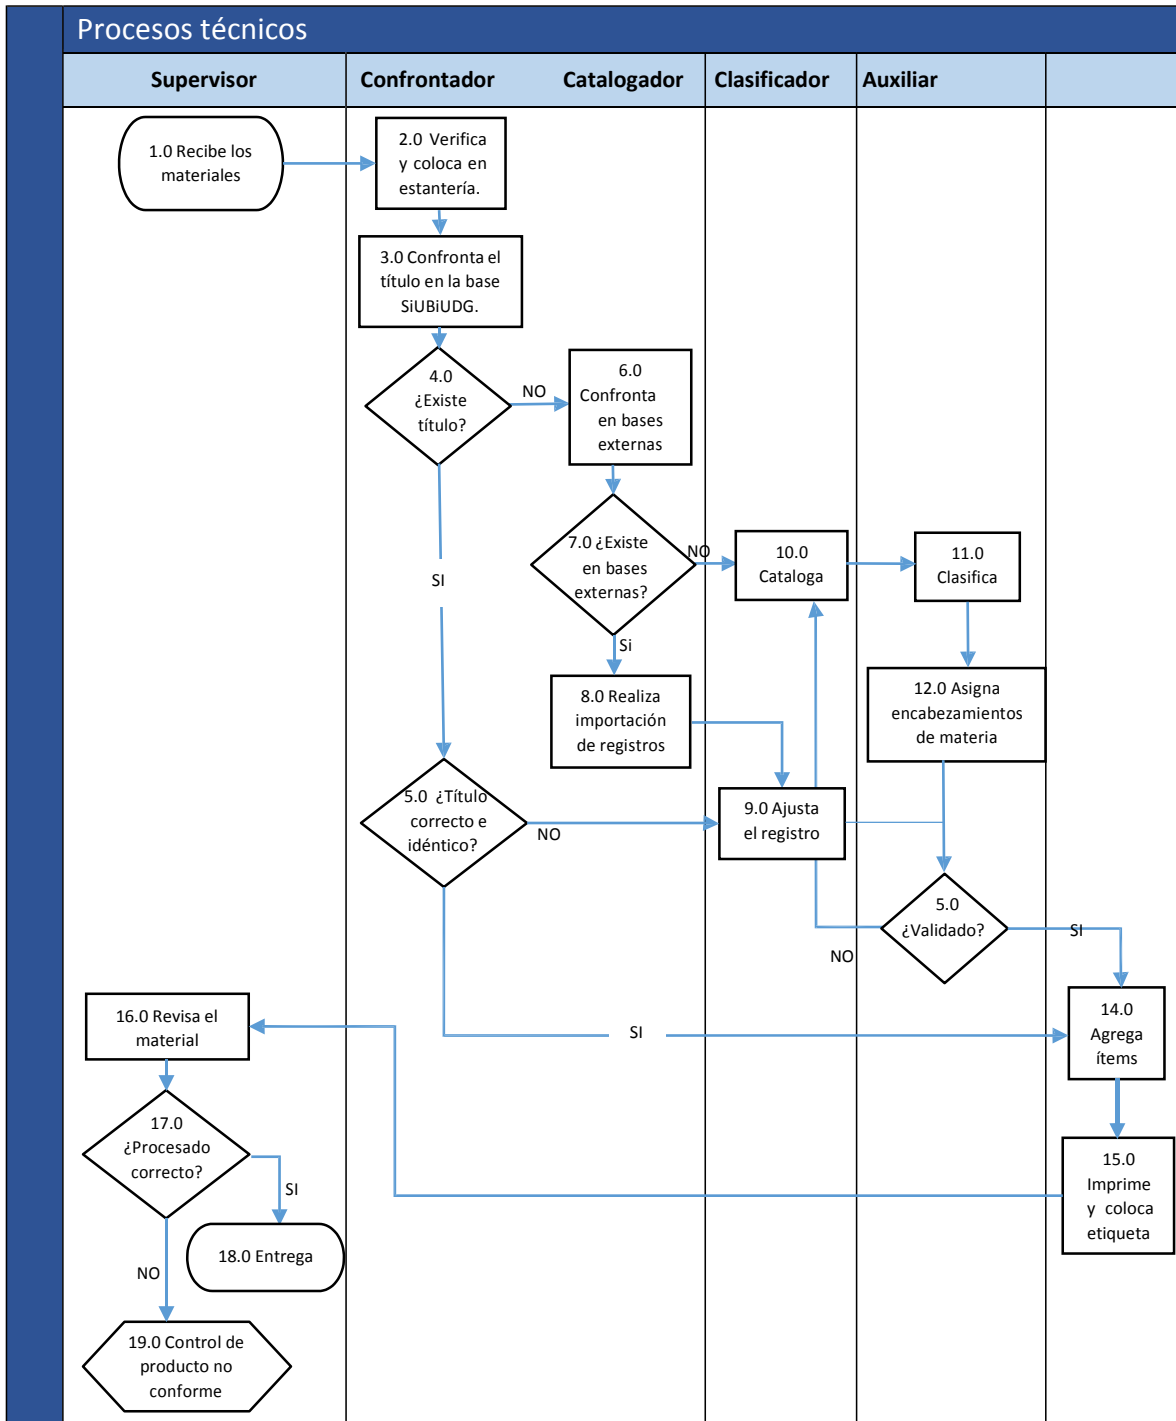 Procesos técnicos
Supervisor
Confrontador
Catalogador
Clasificador
Auxiliar
1.0 Recibe los
materiales
2.0 Verifica
y coloca en
estantería.
3.0 Confronta el
título en la base
SiUBiUDG.
4.0
¿Existe
título?
NO
6.0
Confronta
en bases
externas
7.0 ¿Existe
en bases
externas?
NO
10.0
Cataloga
11.0
Clasifica
SI
Si
8.0 Realiza
importación
de registros
12.0 Asigna
encabezamientos
de materia
5.0 ¿Título
correcto e
idéntico?
NO
9.0 Ajusta
el registro
5.0
¿Validado?
NO
SI
16.0 Revisa el
material
SI
14.0
Agrega
ítems
17.0
¿Procesado
correcto?
SI
15.0
Imprime
y coloca
etiqueta
18.0 Entrega
NO
19.0 Control de
producto no
conforme